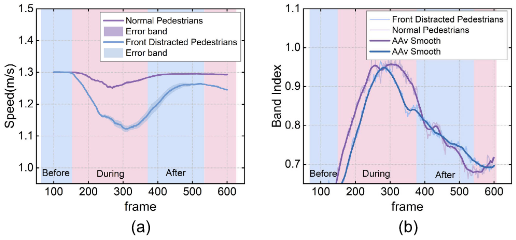 Normal Pedestrians
Error band
Front Distracted Pedestrians
Error band
Speed(m/s)
1.5
1.4
1.3
1.2
1.1
1.0
Before
During
After
100 200 300 400 500 600
frame
(a)
Front Distracted Pedestrians
Normal Pedestrians
AAv Smooth
AAv Smooth
Band Index
1.1
1.0
0.9
0.8
0.7
Before
During
After
100 200 300 400 500 600
frame
(b)